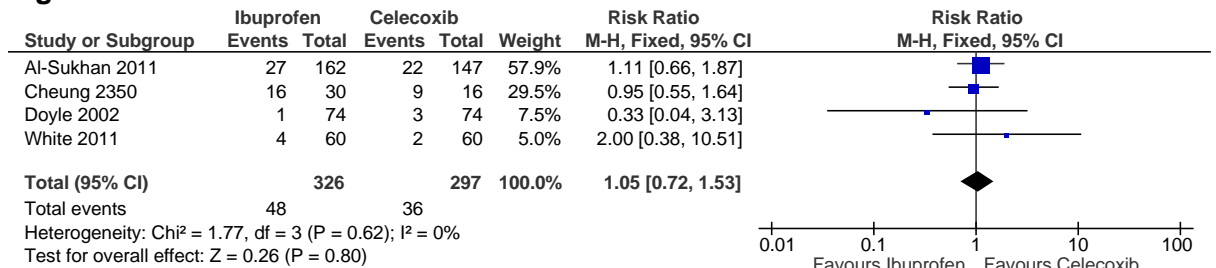 Ibuprofen Celecoxib Risk Ratio Risk Ratio
Study or Subgroup Events Total Events Total Weight M-H, Fixed, 95% CI M-H, Fixed, 95% CI
Al-Sukhan 2011 27 162 22 147 57.9% 1.11 [0.66, 1.87]
Cheung 2350 16 30 9 16 29.5% 0.95 [0.55, 1.64]
Doyle 2002 1 74 3 74 7.5% 0.33 [0.04, 3.13]
White 2011 4 60 2 60 5.0% 2.00 [0.38, 10.51]
Total (95% CI) 326 297 100.0% 1.05 [0.72, 1.53]
Total events 48 36
Heterogeneity: Chi² = 1.77, df = 3 (P = 0.62); I² = 0%
Test for overall effect: Z = 0.26 (P = 0.80)
0.01 0.1 1 10 100
Favours Ibuprofen Favours Celecoxib